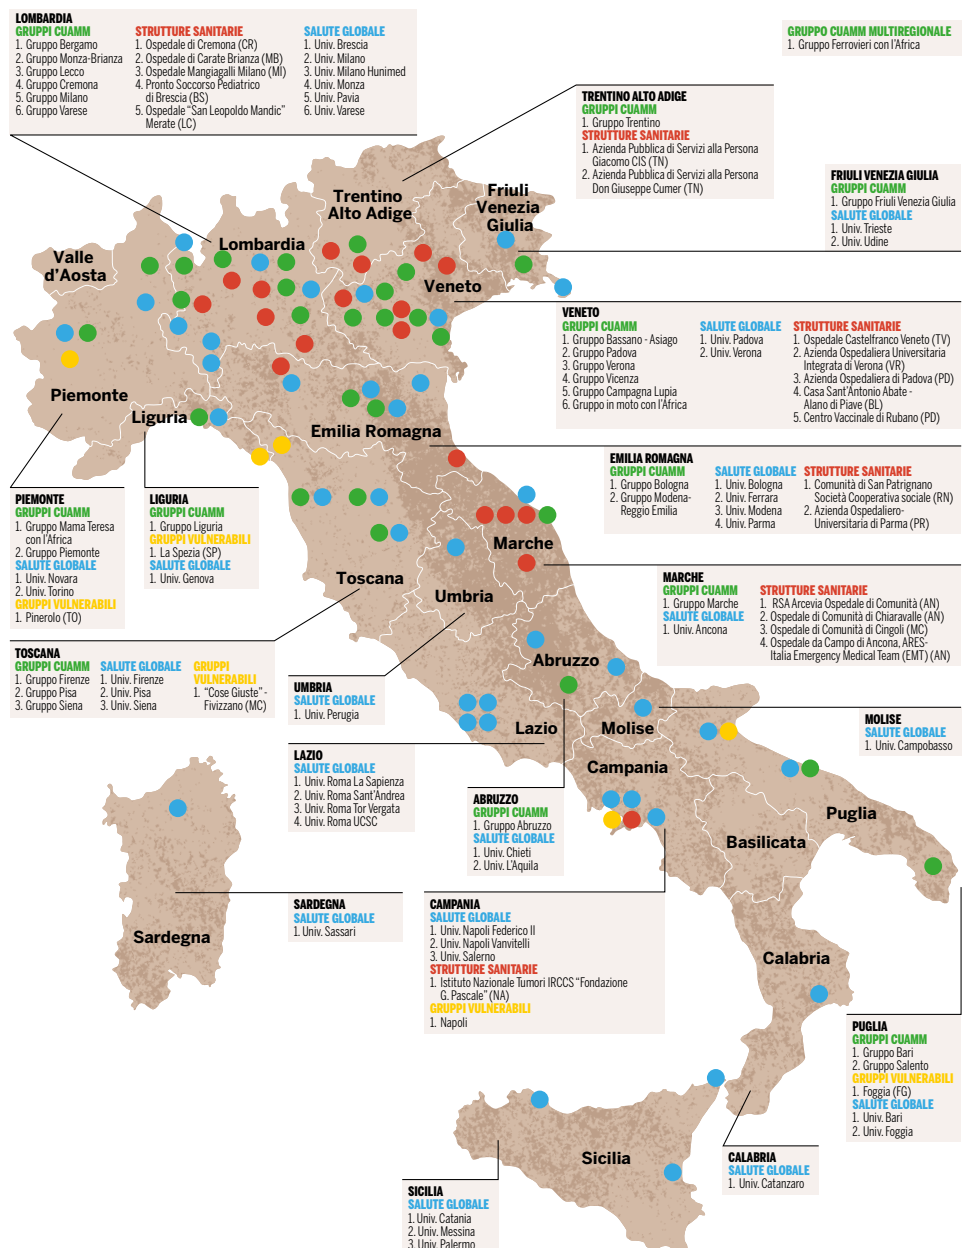 LOMBARDIA
GRUPPI CUAMM
1. Gruppo Bergamo
2. Gruppo Monza-Brianza
3. Gruppo Lecco
4. Gruppo Cremona
5. Gruppo Milano
6. Gruppo Varese
STRUTTURE SANITARIE
1. Ospedale di Cremona (CR)
2. Ospedale di Carate Brianza (MB)
3. Ospedale Mangiagalli Milano (MI)
4. Pronto Soccorso Pediatrico
di Brescia (BS)
5. Ospedale “San Leopoldo Mandic”
Merate (LC)
SALUTE GLOBALE
1. Univ. Brescia
2. Univ. Milano
3. Univ. Milano Hunimed
4. Univ. Monza
5. Univ. Pavia
6. Univ. Varese
GRUPPO CUAMM MULTIREGIONALE
1. Gruppo Ferrovieri con l’Africa
TRENTINO ALTO ADIGE
GRUPPI CUAMM
1. Gruppo Trentino
STRUTTURE SANITARIE
1. Azienda Pubblica di Servizi alla Persona
Giacomo CIS (TN)
2. Azienda Pubblica di Servizi alla Persona
Don Giuseppe Cumer (TN)
FRIULI VENEZIA GIULIA
GRUPPI CUAMM
1. Gruppo Friuli Venezia Giulia
SALUTE GLOBALE
1. Univ. Trieste
2. Univ. Udine
Trentino
Alto Adige
Friuli
Venezia
Giulia
Valle
d’Aosta
Lombardia
Veneto
VENETO
GRUPPI CUAMM
1. Gruppo Bassano - Asiago
2. Gruppo Padova
3. Gruppo Verona
4. Gruppo Vicenza
5. Gruppo Campagna Lupia
6. Gruppo in moto con l’Africa
SALUTE GLOBALE
1. Univ. Padova
2. Univ. Verona
STRUTTURE SANITARIE
1. Ospedale Castelfranco Veneto (TV)
2. Azienda Ospedaliera Universitaria
Integrata di Verona (VR)
3. Azienda Ospedaliera di Padova (PD)
4. Casa Sant’Antonio Abate -
Alano di Piave (BL)
5. Centro Vaccinale di Rubano (PD)
Piemonte
Liguria
Emilia Romagna
EMILIA ROMAGNA
GRUPPI CUAMM
1. Gruppo Bologna
2. Gruppo Modena-
Reggio Emilia
SALUTE GLOBALE
1. Univ. Bologna
2. Univ. Ferrara
3. Univ. Modena
4. Univ. Parma
STRUTTURE SANITARIE
1. Comunità di San Patrignano
Società Cooperativa sociale (RN)
2. Azienda Ospedaliero-
Universitaria di Parma (PR)
PIEMONTE
GRUPPI CUAMM
1. Gruppo Mama Teresa
con l’Africa
2. Gruppo Piemonte
SALUTE GLOBALE
1. Univ. Novara
2. Univ. Torino
GRUPPI VULNERABILI
1. Pinerolo (TO)
LIGURIA
GRUPPI CUAMM
1. Gruppo Liguria
GRUPPI VULNERABILI
1. La Spezia (SP)
SALUTE GLOBALE
1. Univ. Genova
Marche
Toscana
Umbria
MARCHE
GRUPPI CUAMM
1. Gruppo Marche
SALUTE GLOBALE
1. Univ. Ancona
STRUTTURE SANITARIE
1. RSA Arcevia Ospedale di Comunità (AN)
2. Ospedale di Comunità di Chiaravalle (AN)
3. Ospedale di Comunità di Cingoli (MC)
4. Ospedale da Campo di Ancona, ARES-
Italia Emergency Medical Team (EMT) (AN)
TOSCANA
GRUPPI CUAMM
1. Gruppo Firenze
2. Gruppo Pisa
3. Gruppo Siena
SALUTE GLOBALE
1. Univ. Firenze
2. Univ. Pisa
3. Univ. Siena
GRUPPI
VULNERABILI
1. “Cose Giuste” -
Fivizzano (MC)
UMBRIA
SALUTE GLOBALE
1. Univ. Perugia
Abruzzo
Lazio
Molise
MOLISE
SALUTE GLOBALE
1. Univ. Campobasso
LAZIO
SALUTE GLOBALE
1. Univ. Roma La Sapienza
2. Univ. Roma Sant’Andrea
3. Univ. Roma Tor Vergata
4. Univ. Roma UCSC
Campania
ABRUZZO
GRUPPI CUAMM
1. Gruppo Abruzzo
SALUTE GLOBALE
1. Univ. Chieti
2. Univ. L’Aquila
Puglia
Basilicata
Sardegna
SARDEGNA
SALUTE GLOBALE
1. Univ. Sassari
CAMPANIA
SALUTE GLOBALE
1. Univ. Napoli Federico II
2. Univ. Napoli Vanvitelli
3. Univ. Salerno
STRUTTURE SANITARIE
1. Istituto Nazionale Tumori IRCCS “Fondazione
G. Pascale” (NA)
GRUPPI VULNERABILI
1. Napoli
Calabria
PUGLIA
GRUPPI CUAMM
1. Gruppo Bari
2. Gruppo Salento
GRUPPI VULNERABILI
1. Foggia (FG)
SALUTE GLOBALE
1. Univ. Bari
2. Univ. Foggia
Sicilia
CALABRIA
SALUTE GLOBALE
1. Univ. Catanzaro
SICILIA
SALUTE GLOBALE
1. Univ. Catania
2. Univ. Messina
3. Univ. Palermo